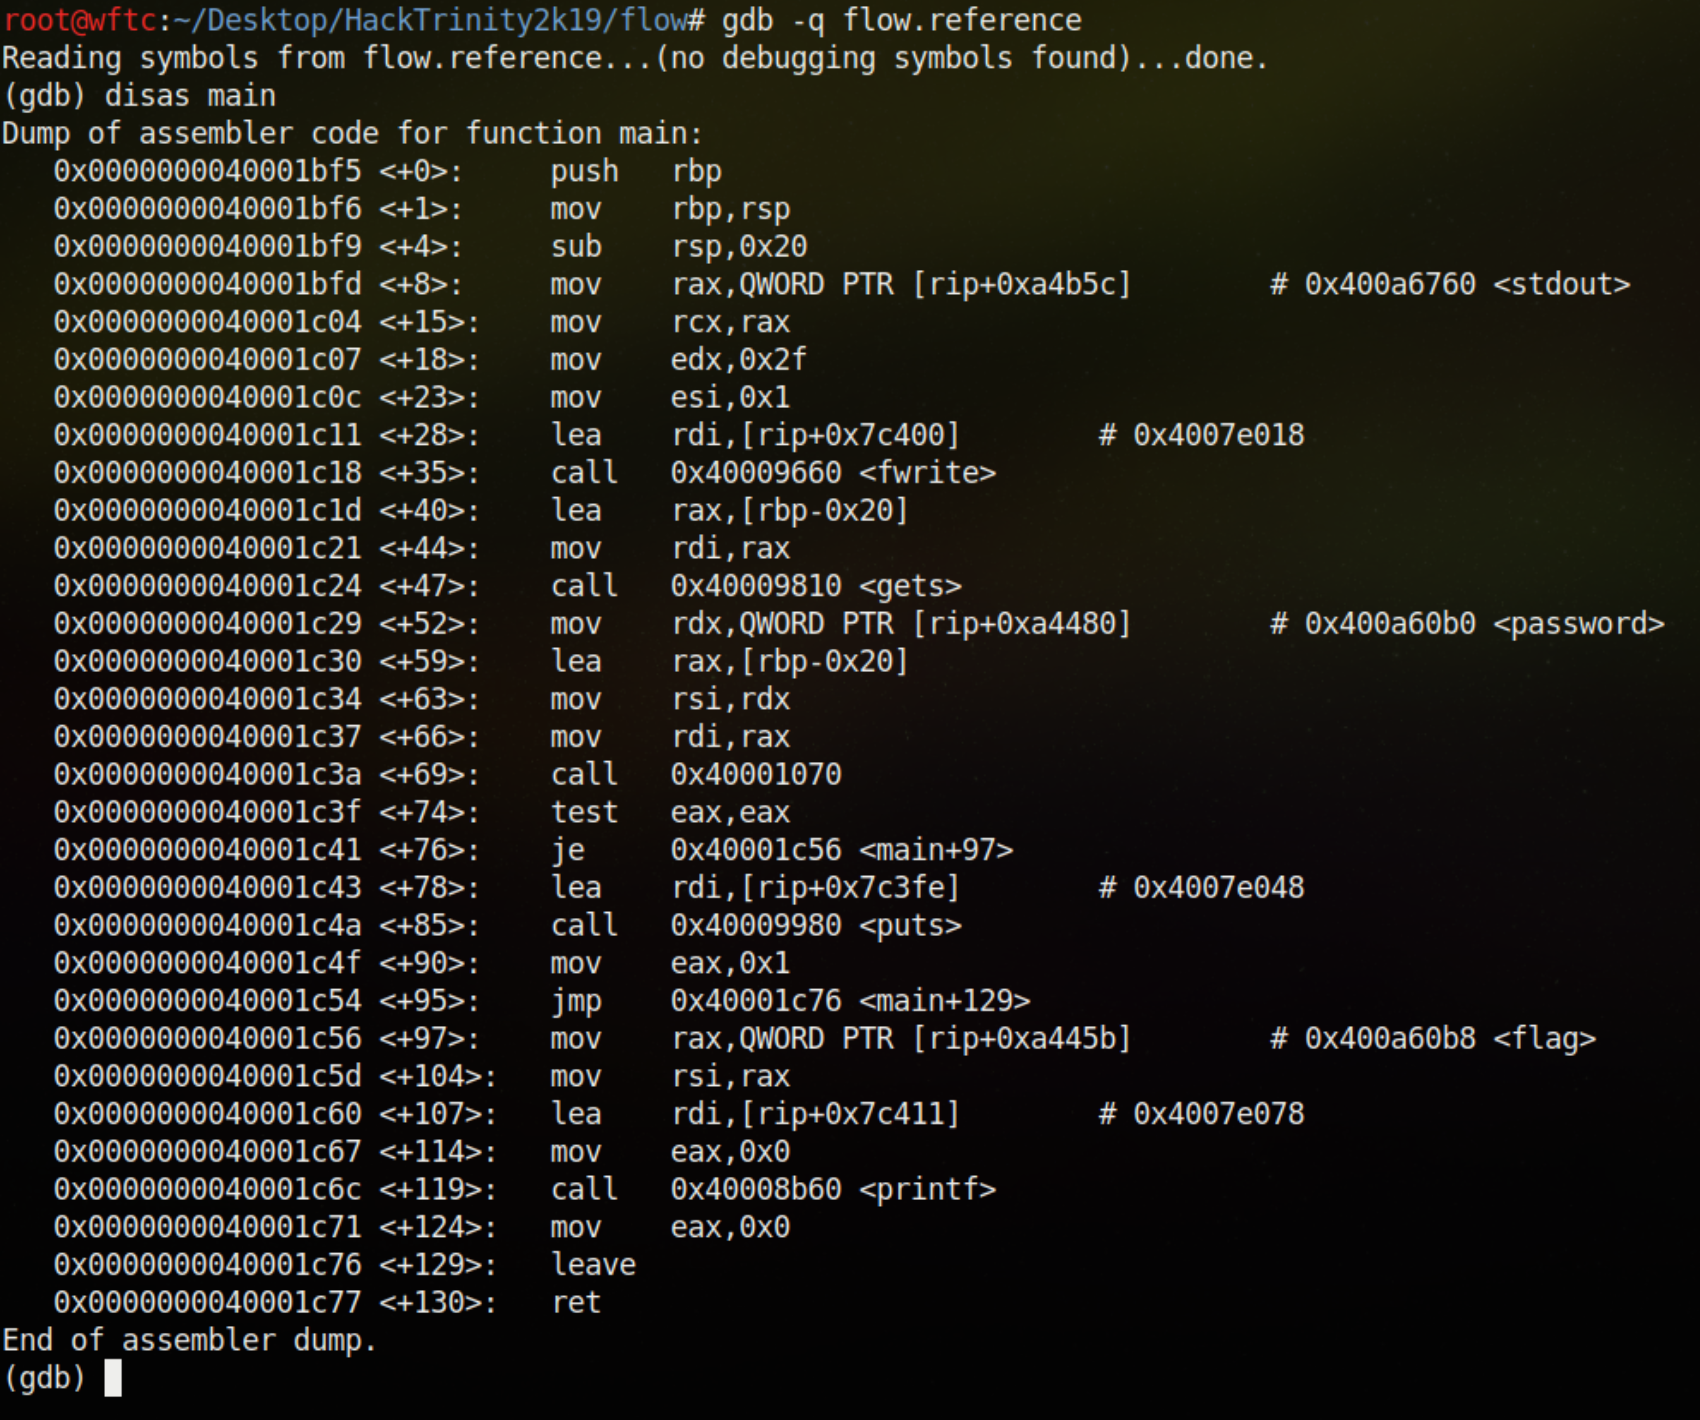 root@wftc:~/Desktop/HackTrinity2k19/flow# gdb -q flow.reference
Reading symbols from flow.reference...(no debugging symbols found)...done.
(gdb) disas main
Dump of assembler code for function main:
   0x0000000040001bf5 <+0>:     push   rbp
   0x0000000040001bf6 <+1>:     mov    rbp,rsp
   0x0000000040001bf9 <+4>:     sub    rsp,0x20
   0x0000000040001bfd <+8>:     mov    rax,QWORD PTR [rip+0xa4b5c]        # 0x400a6760 <stdout>
   0x0000000040001c04 <+15>:    mov    rcx,rax
   0x0000000040001c07 <+18>:    mov    edx,0x2f
   0x0000000040001c0c <+23>:    mov    esi,0x1
   0x0000000040001c11 <+28>:    lea    rdi,[rip+0x7c400]        # 0x4007e018
   0x0000000040001c18 <+35>:    call   0x40009660 <fwrite>
   0x0000000040001c1d <+40>:    lea    rax,[rbp-0x20]
   0x0000000040001c21 <+44>:    mov    rdi,rax
   0x0000000040001c24 <+47>:    call   0x40009810 <gets>
   0x0000000040001c29 <+52>:    mov    rdx,QWORD PTR [rip+0xa4480]        # 0x400a60b0 <password>
   0x0000000040001c30 <+59>:    lea    rax,[rbp-0x20]
   0x0000000040001c34 <+63>:    mov    rsi,rdx
   0x0000000040001c37 <+66>:    mov    rdi,rax
   0x0000000040001c3a <+69>:    call   0x40001070
   0x0000000040001c3f <+74>:    test   eax,eax
   0x0000000040001c41 <+76>:    je     0x40001c56 <main+97>
   0x0000000040001c43 <+78>:    lea    rdi,[rip+0x7c3fe]        # 0x4007e048
   0x0000000040001c4a <+85>:    call   0x40009980 <puts>
   0x0000000040001c4f <+90>:    mov    eax,0x1
   0x0000000040001c54 <+95>:    jmp    0x40001c76 <main+129>
   0x0000000040001c56 <+97>:    mov    rax,QWORD PTR [rip+0xa445b]        # 0x400a60b8 <flag>
   0x0000000040001c5d <+104>:   mov    rsi,rax
   0x0000000040001c60 <+107>:   lea    rdi,[rip+0x7c411]        # 0x4007e078
   0x0000000040001c67 <+114>:   mov    eax,0x0
   0x0000000040001c6c <+119>:   call   0x40008b60 <printf>
   0x0000000040001c71 <+124>:   mov    eax,0x0
   0x0000000040001c76 <+129>:   leave
   0x0000000040001c77 <+130>:   ret
End of assembler dump.
(gdb)